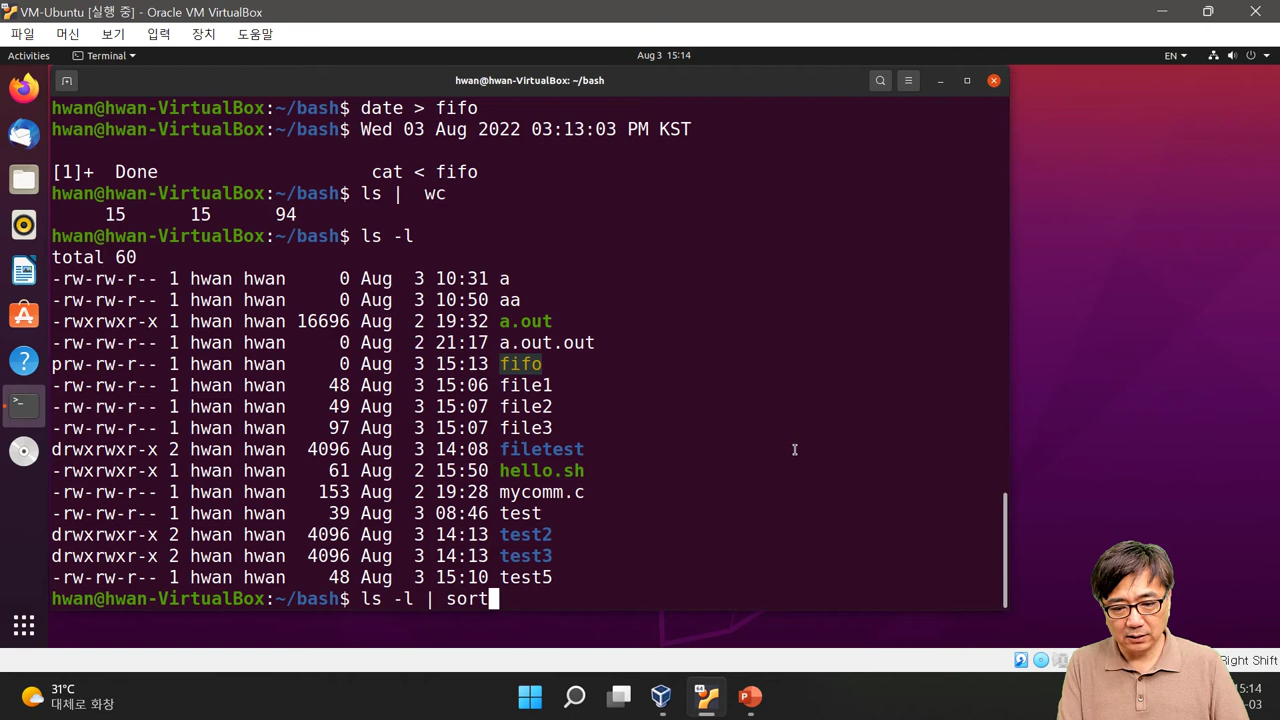 VM-Ubuntu [실행 중] - Oracle VM VirtualBox
파일 머신 보기 입력 장치 도움말
Activities Terminal Aug 3 15:14 EN
hwan@hwan-VirtualBox: ~/bash
hwan@hwan-VirtualBox:~/bash$ date > fifo
hwan@hwan-VirtualBox:~/bash$ Wed 03 Aug 2022 03:13:03 PM KST
[1]+  Done                    cat < fifo
hwan@hwan-VirtualBox:~/bash$ ls |  wc
     15      15      94
hwan@hwan-VirtualBox:~/bash$ ls -l
total 60
-rw-rw-r-- 1 hwan hwan     0 Aug  3 10:31 a
-rw-rw-r-- 1 hwan hwan     0 Aug  3 10:50 aa
-rwxrwxr-x 1 hwan hwan 16696 Aug  2 19:32 a.out
-rw-rw-r-- 1 hwan hwan     0 Aug  2 21:17 a.out.out
prw-rw-r-- 1 hwan hwan     0 Aug  3 15:13 fifo
-rw-rw-r-- 1 hwan hwan    48 Aug  3 15:06 file1
-rw-rw-r-- 1 hwan hwan    49 Aug  3 15:07 file2
-rw-rw-r-- 1 hwan hwan    97 Aug  3 15:07 file3
drwxrwxr-x 2 hwan hwan  4096 Aug  3 14:08 filetest
-rwxrwxr-x 1 hwan hwan    61 Aug  2 15:50 hello.sh
-rw-rw-r-- 1 hwan hwan   153 Aug  2 19:28 mycomm.c
-rw-rw-r-- 1 hwan hwan    39 Aug  3 08:46 test
drwxrwxr-x 2 hwan hwan  4096 Aug  3 14:13 test2
drwxrwxr-x 2 hwan hwan  4096 Aug  3 14:13 test3
-rw-rw-r-- 1 hwan hwan    48 Aug  3 15:10 test5
hwan@hwan-VirtualBox:~/bash$ ls -l | sort
Right Shift
31°C
대체로 화창
15:14
-03